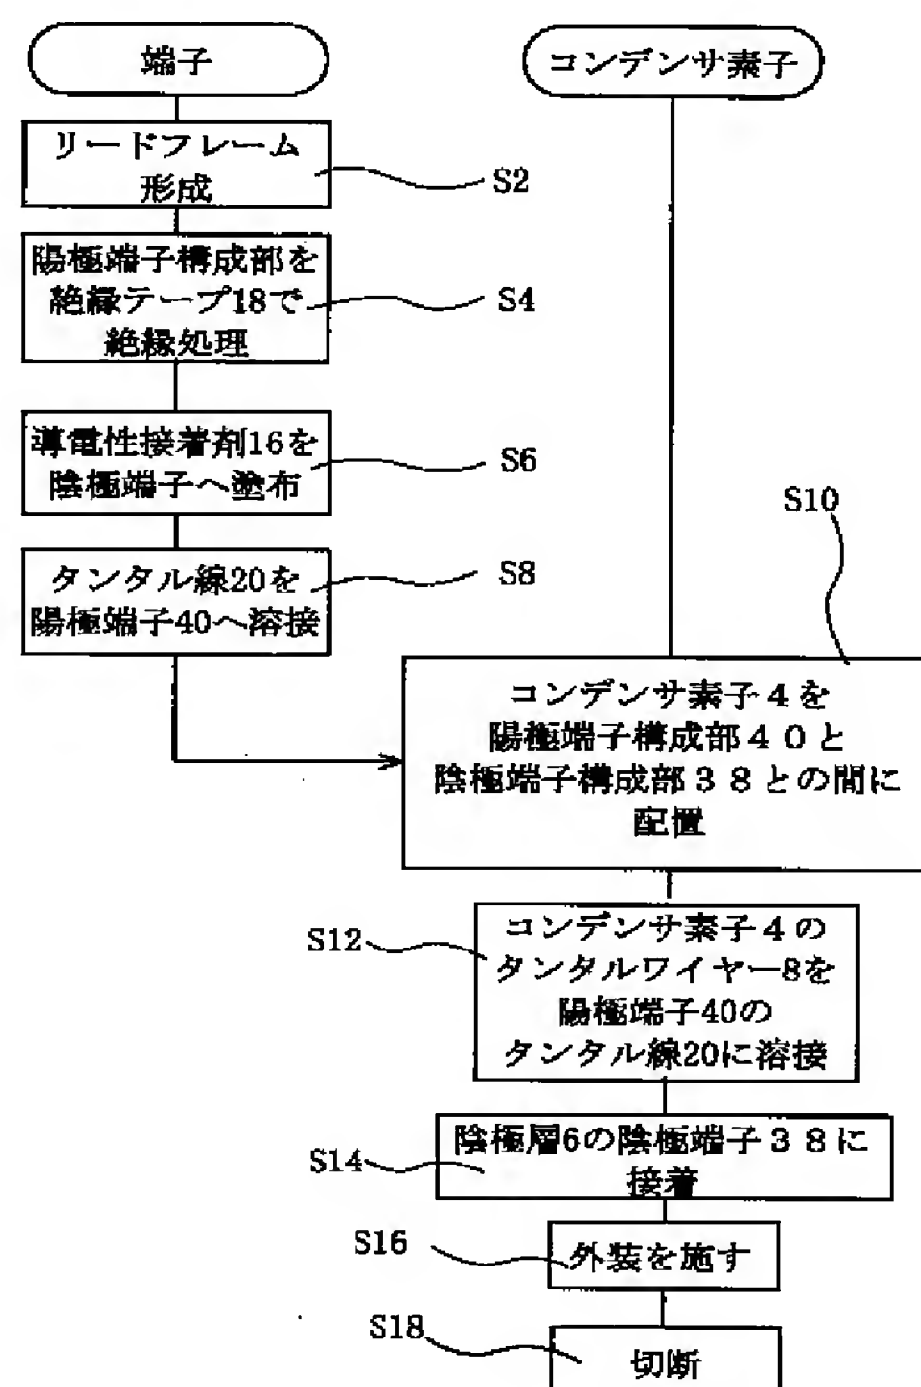 端子
コンデンサ素子
リードフレーム
形成
S2
陽極端子構成部を
絶縁テープ18で
絶縁処理
S4
導電性接着剤16を
陰極端子へ塗布
S6
タンタル線20を
陽極端子40へ溶接
S8
S10
コンデンサ素子４を
陽極端子構成部４０と
陰極端子構成部３８との間に
配置
S12
コンデンサ素子４の
タンタルワイヤー8を
陽極端子40の
タンタル線20に溶接
S14
陰極層6の陰極端子３８に
接着
S16
外装を施す
S18
切断